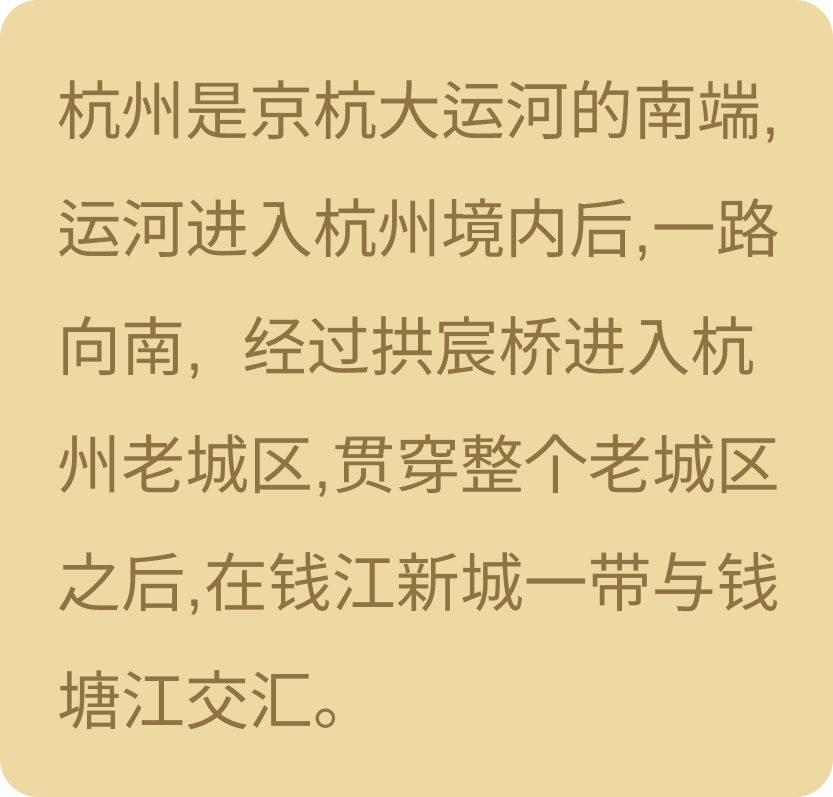 杭州是京杭大运河的南端,
运河进入杭州境内后,一路
向南, 经过拱宸桥进入杭
州老城区,贯穿整个老城区
之后,在钱江新城一带与钱
塘江交汇。